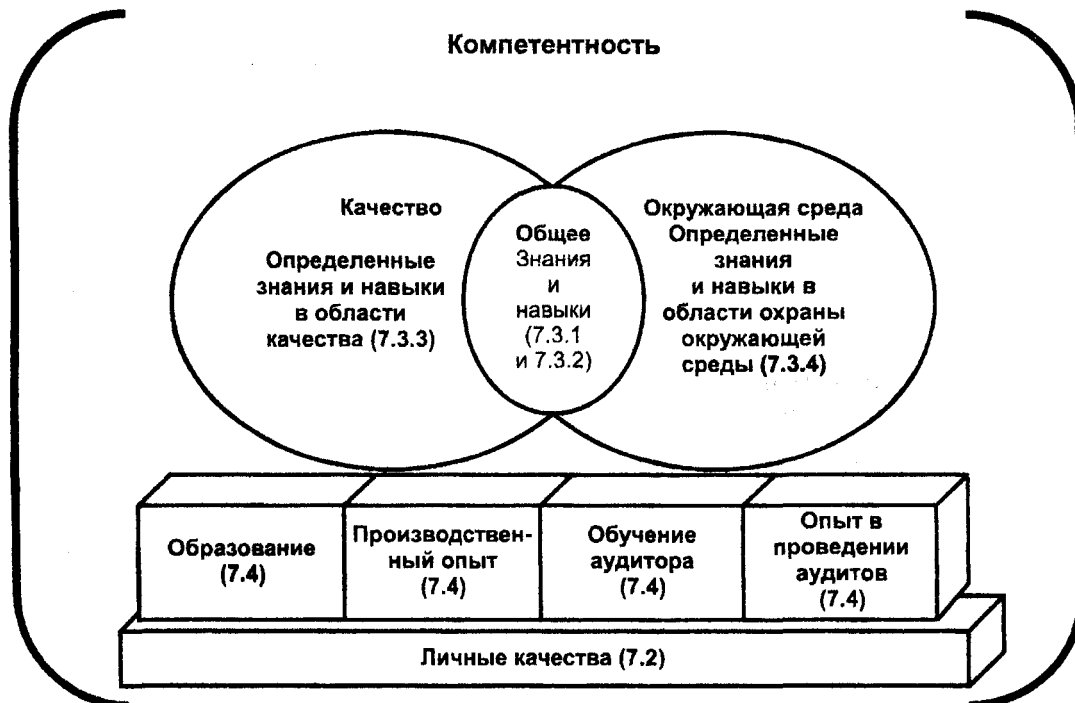 Компетентность
Качество
Определенные
знания и навыки
в области
качества (7.3.3)
Общее
Знания
и
навыки
(7.3.1
и 7.3.2)
Окружающая среда
Определенные
знания
и навыки в
области охраны
окружающей
среды (7.3.4)
Образование
(7.4)
Производствен-
ный опыт
(7.4)
Обучение
аудитора
(7.4)
Опыт в
проведении
аудитов
(7.4)
Личные качества (7.2)